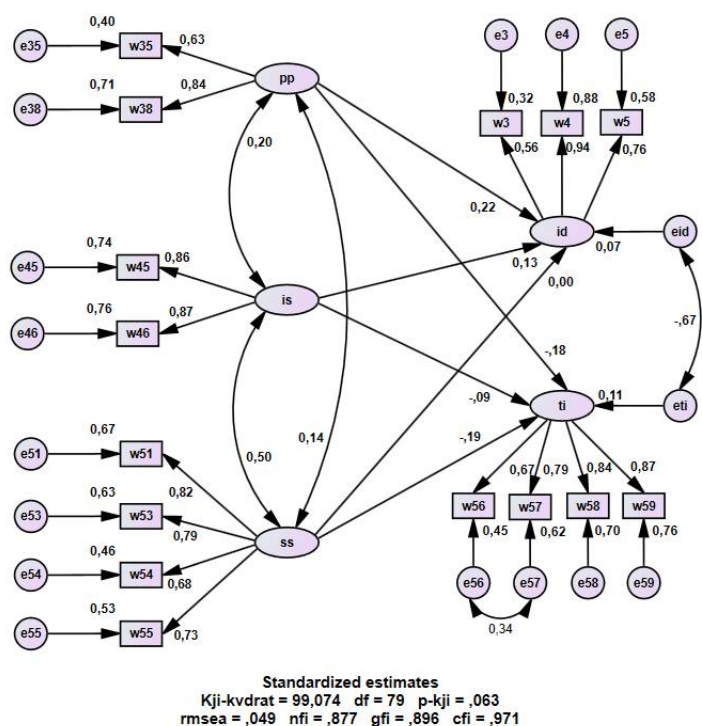 e3 e4 e5
e35 0,40 w35 0,63
0,32 0,88 0,58
e38 0,71 w38 0,84
pp
w3 w4 w5
0,56 0,94 0,76
0,20
0,22
id
0,07
eid
0,13
0,00
e45 0,74 w45 0,86
e46 0,76 w46 0,87
is
-,67
-,18
-,09
ti
0,11
eti
-,19
0,50
0,14
e51 0,67 w51 0,82
e53 0,63 w53 0,79
e54 0,46 w54 0,68
e55 0,53 w55 0,73
ss
0,67 0,79 0,84 0,87
w56 w57 w58 w59
0,45 0,62 0,70 0,76
e56 e57 e58 e59
0,34
Standardized estimates
Kji-kvdrat = 99,074 df = 79 p-kji = ,063
rmsea = ,049 nfi = ,877 gfi = ,896 cfi = ,971